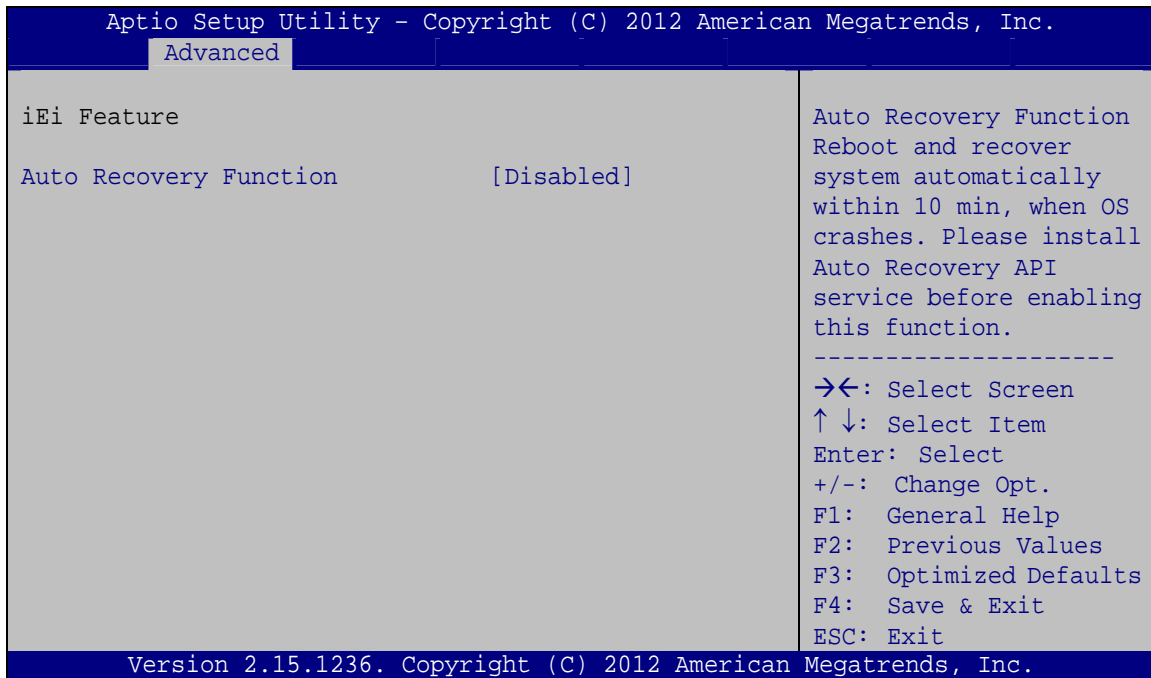 Aptio Setup Utility – Copyright (C) 2012 American Megatrends, Inc.
Advanced
iEi Feature
Auto Recovery Function [Disabled]
Auto Recovery Function
Reboot and recover
system automatically
within 10 min, when OS
crashes. Please install
Auto Recovery API
service before enabling
this function.
---------------------
→←: Select Screen
↑ ↓: Select Item
Enter: Select
+/-: Change Opt.
F1: General Help
F2: Previous Values
F3: Optimized Defaults
F4: Save & Exit
ESC: Exit
Version 2.15.1236. Copyright (C) 2012 American Megatrends, Inc.